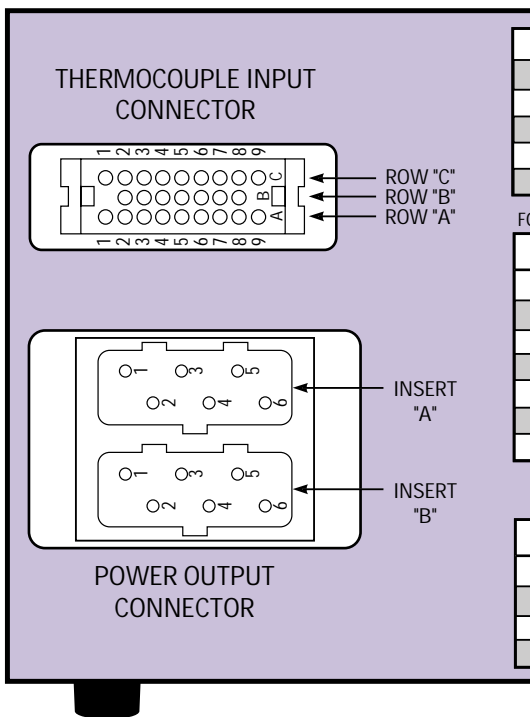 THERMOCOUPLE INPUT
CONNECTOR
1 2 3 4 5 6 7 8 9
C
B
A
1 2 3 4 5 6 7 8 9
ROW "C"
ROW "B"
ROW "A"
1 3 5
2 4 6
INSERT
"A"
1 3 5
2 4 6
INSERT
"B"
POWER OUTPUT
CONNECTOR